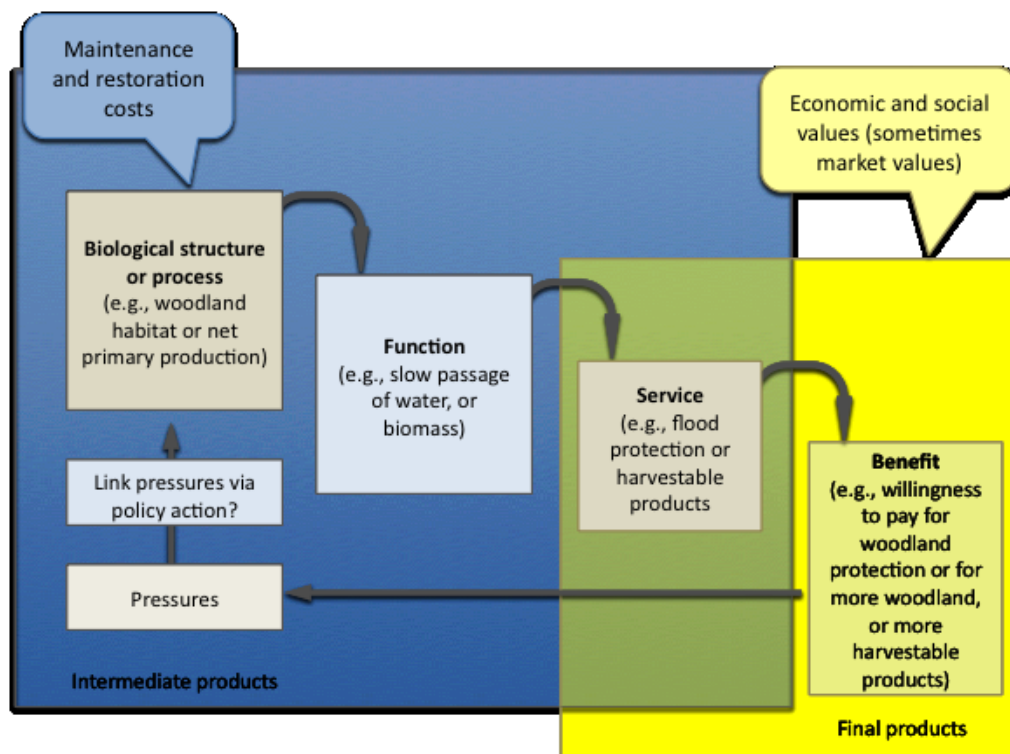 Maintenance
and restoration
costs
Economic and social
values (sometimes
market values)
Biological structure
or process
(e.g., woodland
habitat or net
primary production)
Function
(e.g., slow passage
of water, or
biomass)
Service
(e.g., flood
protection or
harvestable
products
Benefit
(e.g., willingness
to pay for
woodland
protection or for
more woodland,
or more
harvestable
products)
Link pressures via
policy action?
Pressures
Intermediate products
Final products